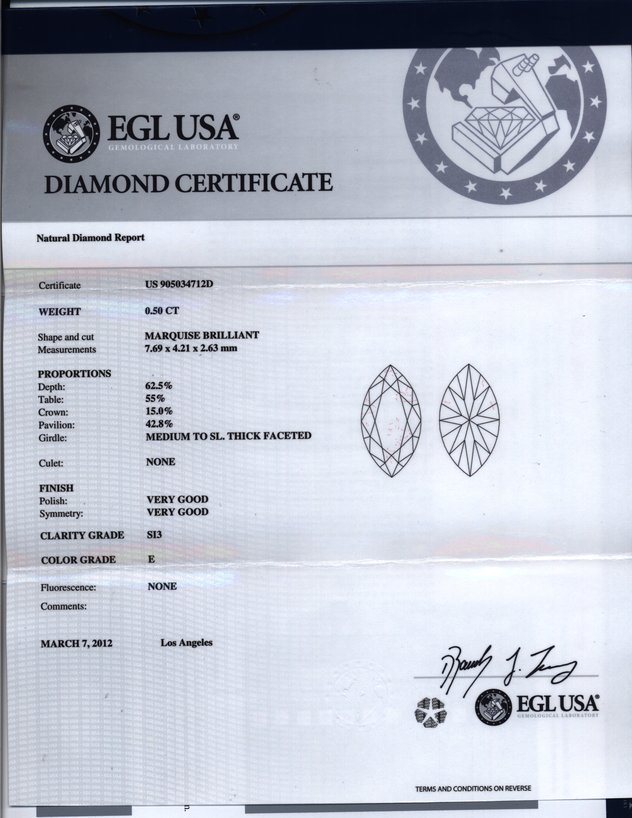 EGL USA®
GEMOLOGICAL LABORATORY
DIAMOND CERTIFICATE
Natural Diamond Report
Certificate US 905034712D
WEIGHT 0.50 CT
Shape and cut MARQUISE BRILLIANT
Measurements 7.69 x 4.21 x 2.63 mm
PROPORTIONS
Depth: 62.5%
Table: 55%
Crown: 15.0%
Pavilion: 42.8%
Girdle: MEDIUM TO SL. THICK FACETED
Culet: NONE
FINISH
Polish: VERY GOOD
Symmetry: VERY GOOD
CLARITY GRADE SI3
COLOR GRADE E
Fluorescence: NONE
Comments:
MARCH 7, 2012 Los Angeles
EGL USA®
GEMOLOGICAL LABORATORY
TERMS AND CONDITIONS ON REVERSE